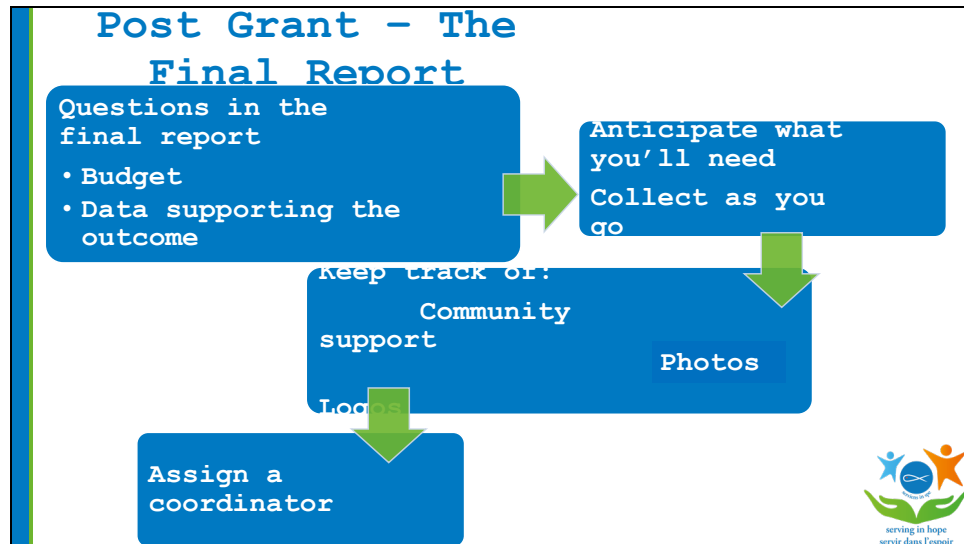 Post Grant – The
Final Report
Questions in the
final report
• Budget
• Data supporting the
outcome
Anticipate what
you'll need
Collect as you
go
Keep track of:
Community
support
Photos
Logos
Assign a
coordinator
serving in hope
servir dans l'espoir